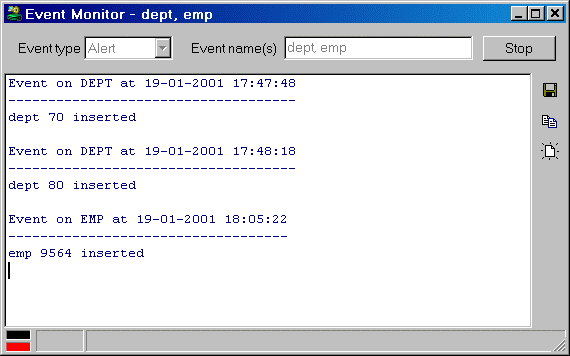 Event Monitor - dept, emp
Event type Alert Event name(s) dept, emp Stop
Event on DEPT at 19-01-2001 17:47:48
------------------------------------
dept 70 inserted
Event on DEPT at 19-01-2001 17:48:18
------------------------------------
dept 80 inserted
Event on EMP at 19-01-2001 18:05:22
-----------------------------------
emp 9564 inserted